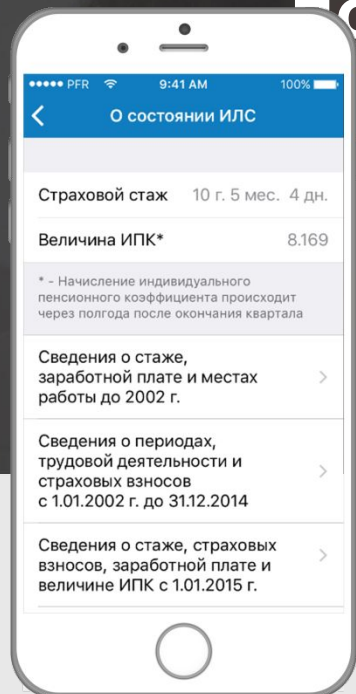 PFR 9:41 AM 100%
О состоянии ИЛС
Страховой стаж 10 г. 5 мес. 4 дн.
Величина ИПК* 8.169
* - Начисление индивидуального
пенсионного коэффициента происходит
через полгода после окончания квартала
Сведения о стаже,
заработной плате и местах
работы до 2002 г.
Сведения о периодах,
трудовой деятельности и
страховых взносов
с 1.01.2002 г. до 31.12.2014
Сведения о стаже, страховых
взносов, заработной плате и
величине ИПК с 1.01.2015 г.